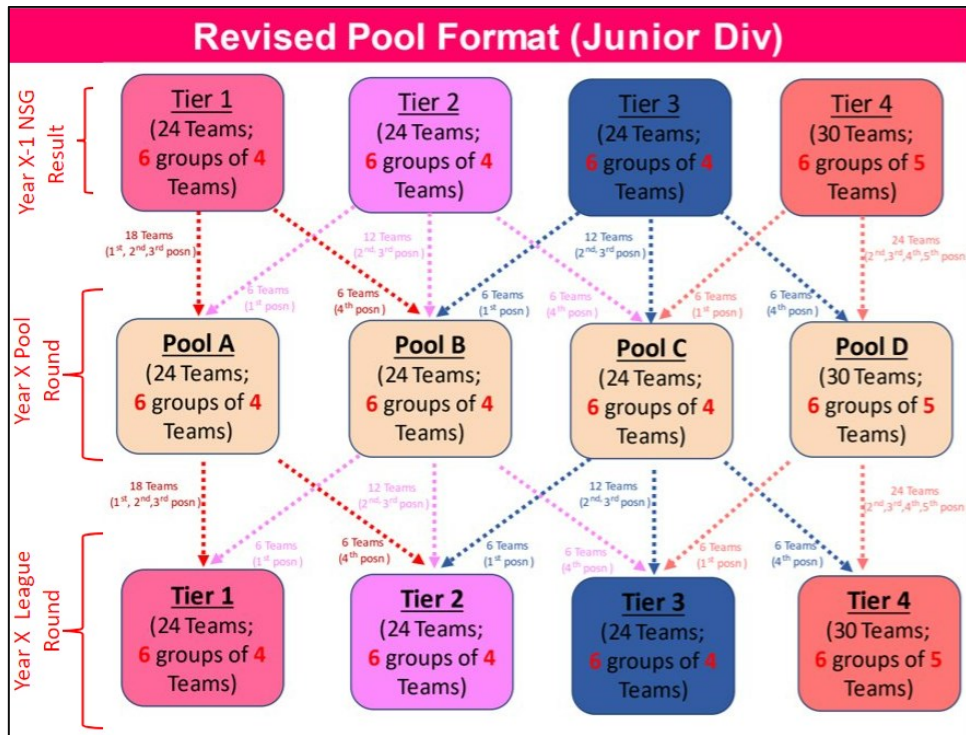 Revised Pool Format (Junior Div)
Year X-1 NSG
Result
Tier 1
(24 Teams;
6 groups of 4
Teams)
Tier 2
(24 Teams;
6 groups of 4
Teams)
Tier 3
(24 Teams;
6 groups of 4
Teams)
Tier 4
(30 Teams;
6 groups of 5
Teams)
18 Teams
(1st, 2nd,3rd posn)
12 Teams
(2nd, 3rd posn)
12 Teams
(2nd, 3rd posn)
24 Teams
(2nd,3rd,4th,5th posn)
6 Teams
(1st posn)
6 Teams
(4th posn)
6 Teams
(1st posn)
6 Teams
(4th posn)
6 Teams
(1st posn)
6 Teams
(4th posn)
Year X Pool
Round
Pool A
(24 Teams;
6 groups of 4
Teams)
Pool B
(24 Teams;
6 groups of 4
Teams)
Pool C
(24 Teams;
6 groups of 4
Teams)
Pool D
(30 Teams;
6 groups of 5
Teams)
18 Teams
(1st, 2nd,3rd posn)
12 Teams
(2nd, 3rd posn)
12 Teams
(2nd, 3rd posn)
24 Teams
(2nd,3rd,4th,5th posn)
6 Teams
(1st posn)
6 Teams
(4th posn)
6 Teams
(1st posn)
6 Teams
(4th posn)
6 Teams
(1st posn)
6 Teams
(4th posn)
Year X League
Round
Tier 1
(24 Teams;
6 groups of 4
Teams)
Tier 2
(24 Teams;
6 groups of 4
Teams)
Tier 3
(24 Teams;
6 groups of 4
Teams)
Tier 4
(30 Teams;
6 groups of 5
Teams)